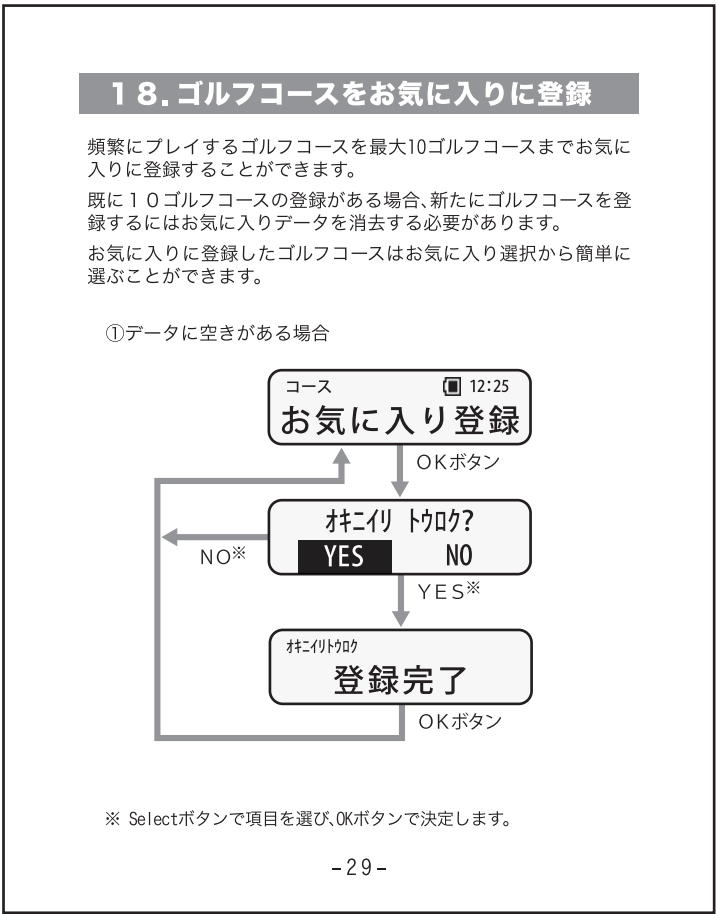 １８. ゴルフコースをお気に入りに登録
頻繁にプレイするゴルフコースを最大10ゴルフコースまでお気に
入りに登録することができます。
既に１０ゴルフコースの登録がある場合、新たにゴルフコースを登
録するにはお気に入りデータを消去する必要があります。
お気に入りに登録したゴルフコースはお気に入り選択から簡単に
選ぶことができます。
①データに空きがある場合
コース 12:25
お気に入り登録
ＯＫボタン
ｵｷﾆｲﾘ ﾄｳﾛｸ?
YES NO
ＮＯ※
ＹＥＳ※
ｵｷﾆｲﾘﾄｳﾛｸ
登録完了
ＯＫボタン
※ Selectボタンで項目を選び、OKボタンで決定します。
－29－